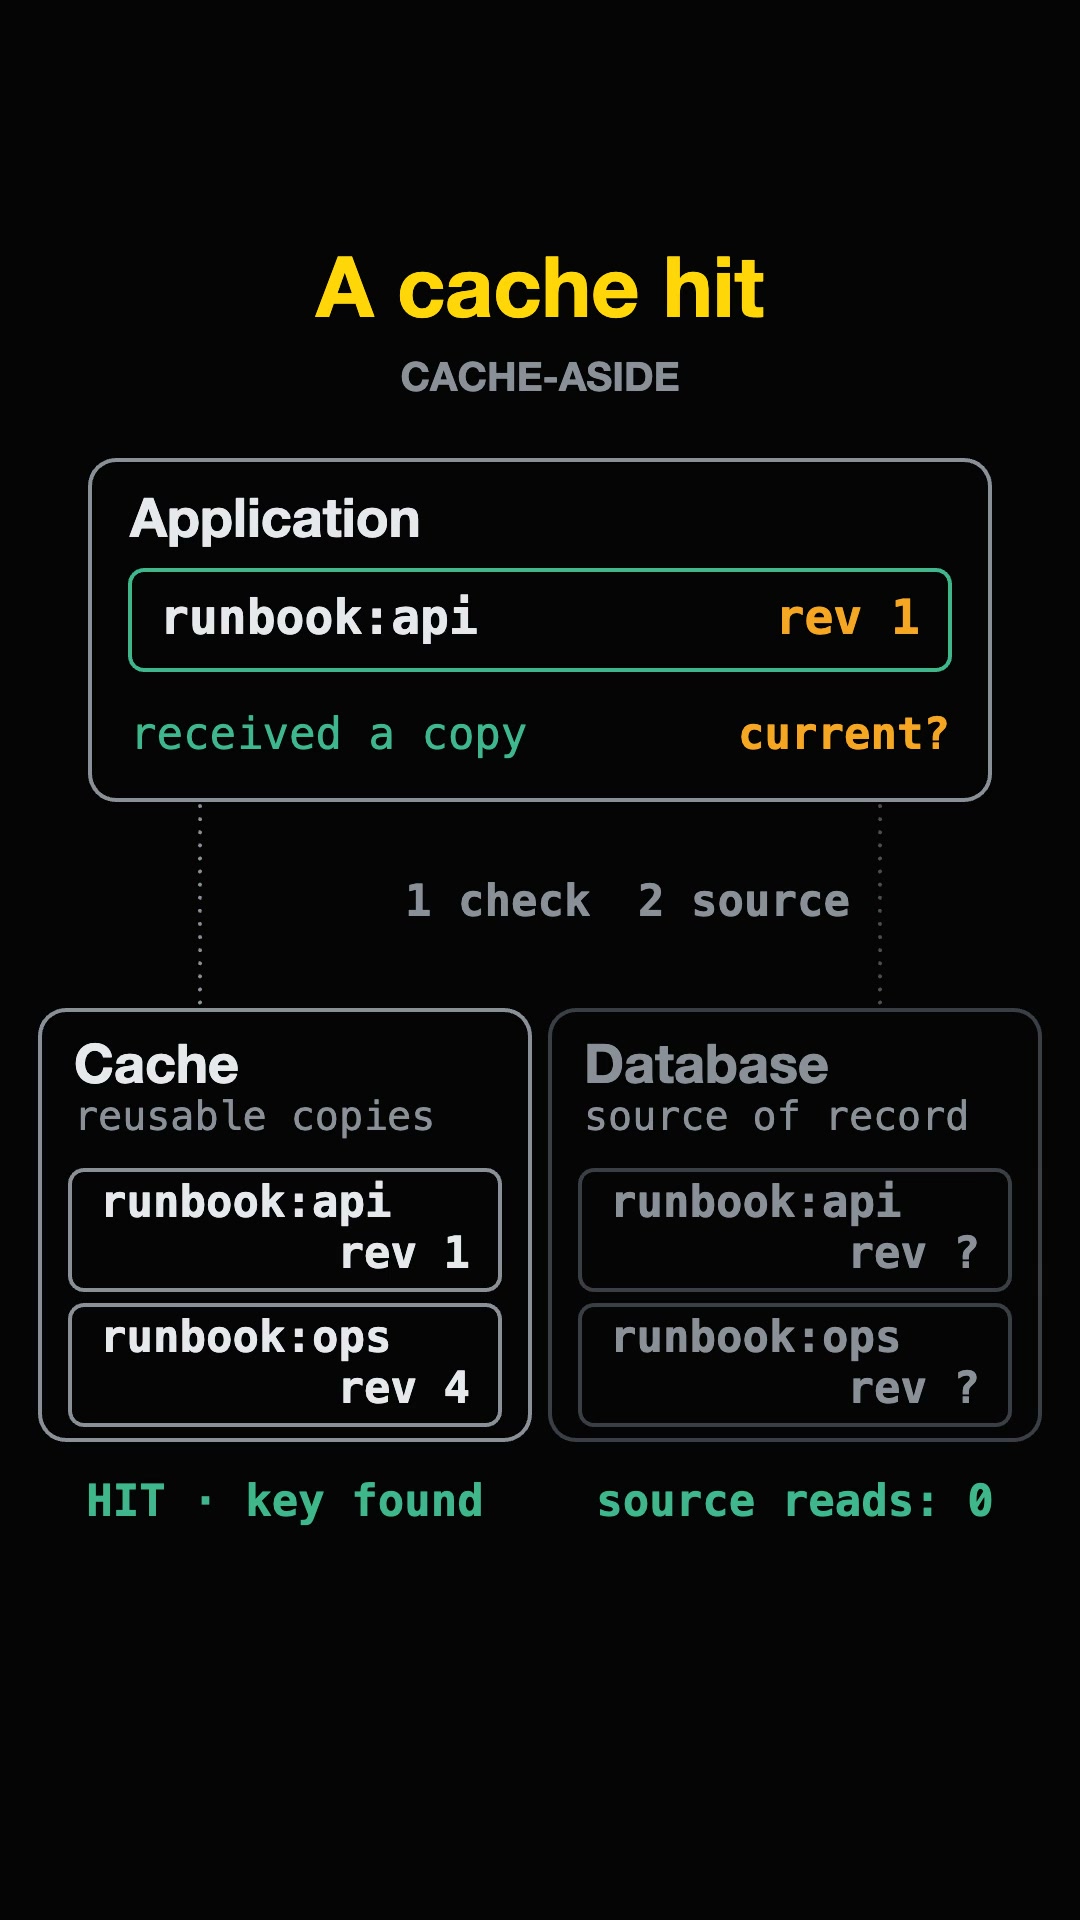 A cache hit
CACHE-ASIDE
Application
runbook:api rev 1
received a copy current?
1 check 2 source
Cache
reusable copies
runbook:api
rev 1
runbook:ops
rev 4
HIT · key found
Database
source of record
runbook:api
rev ?
runbook:ops
rev ?
source reads: 0